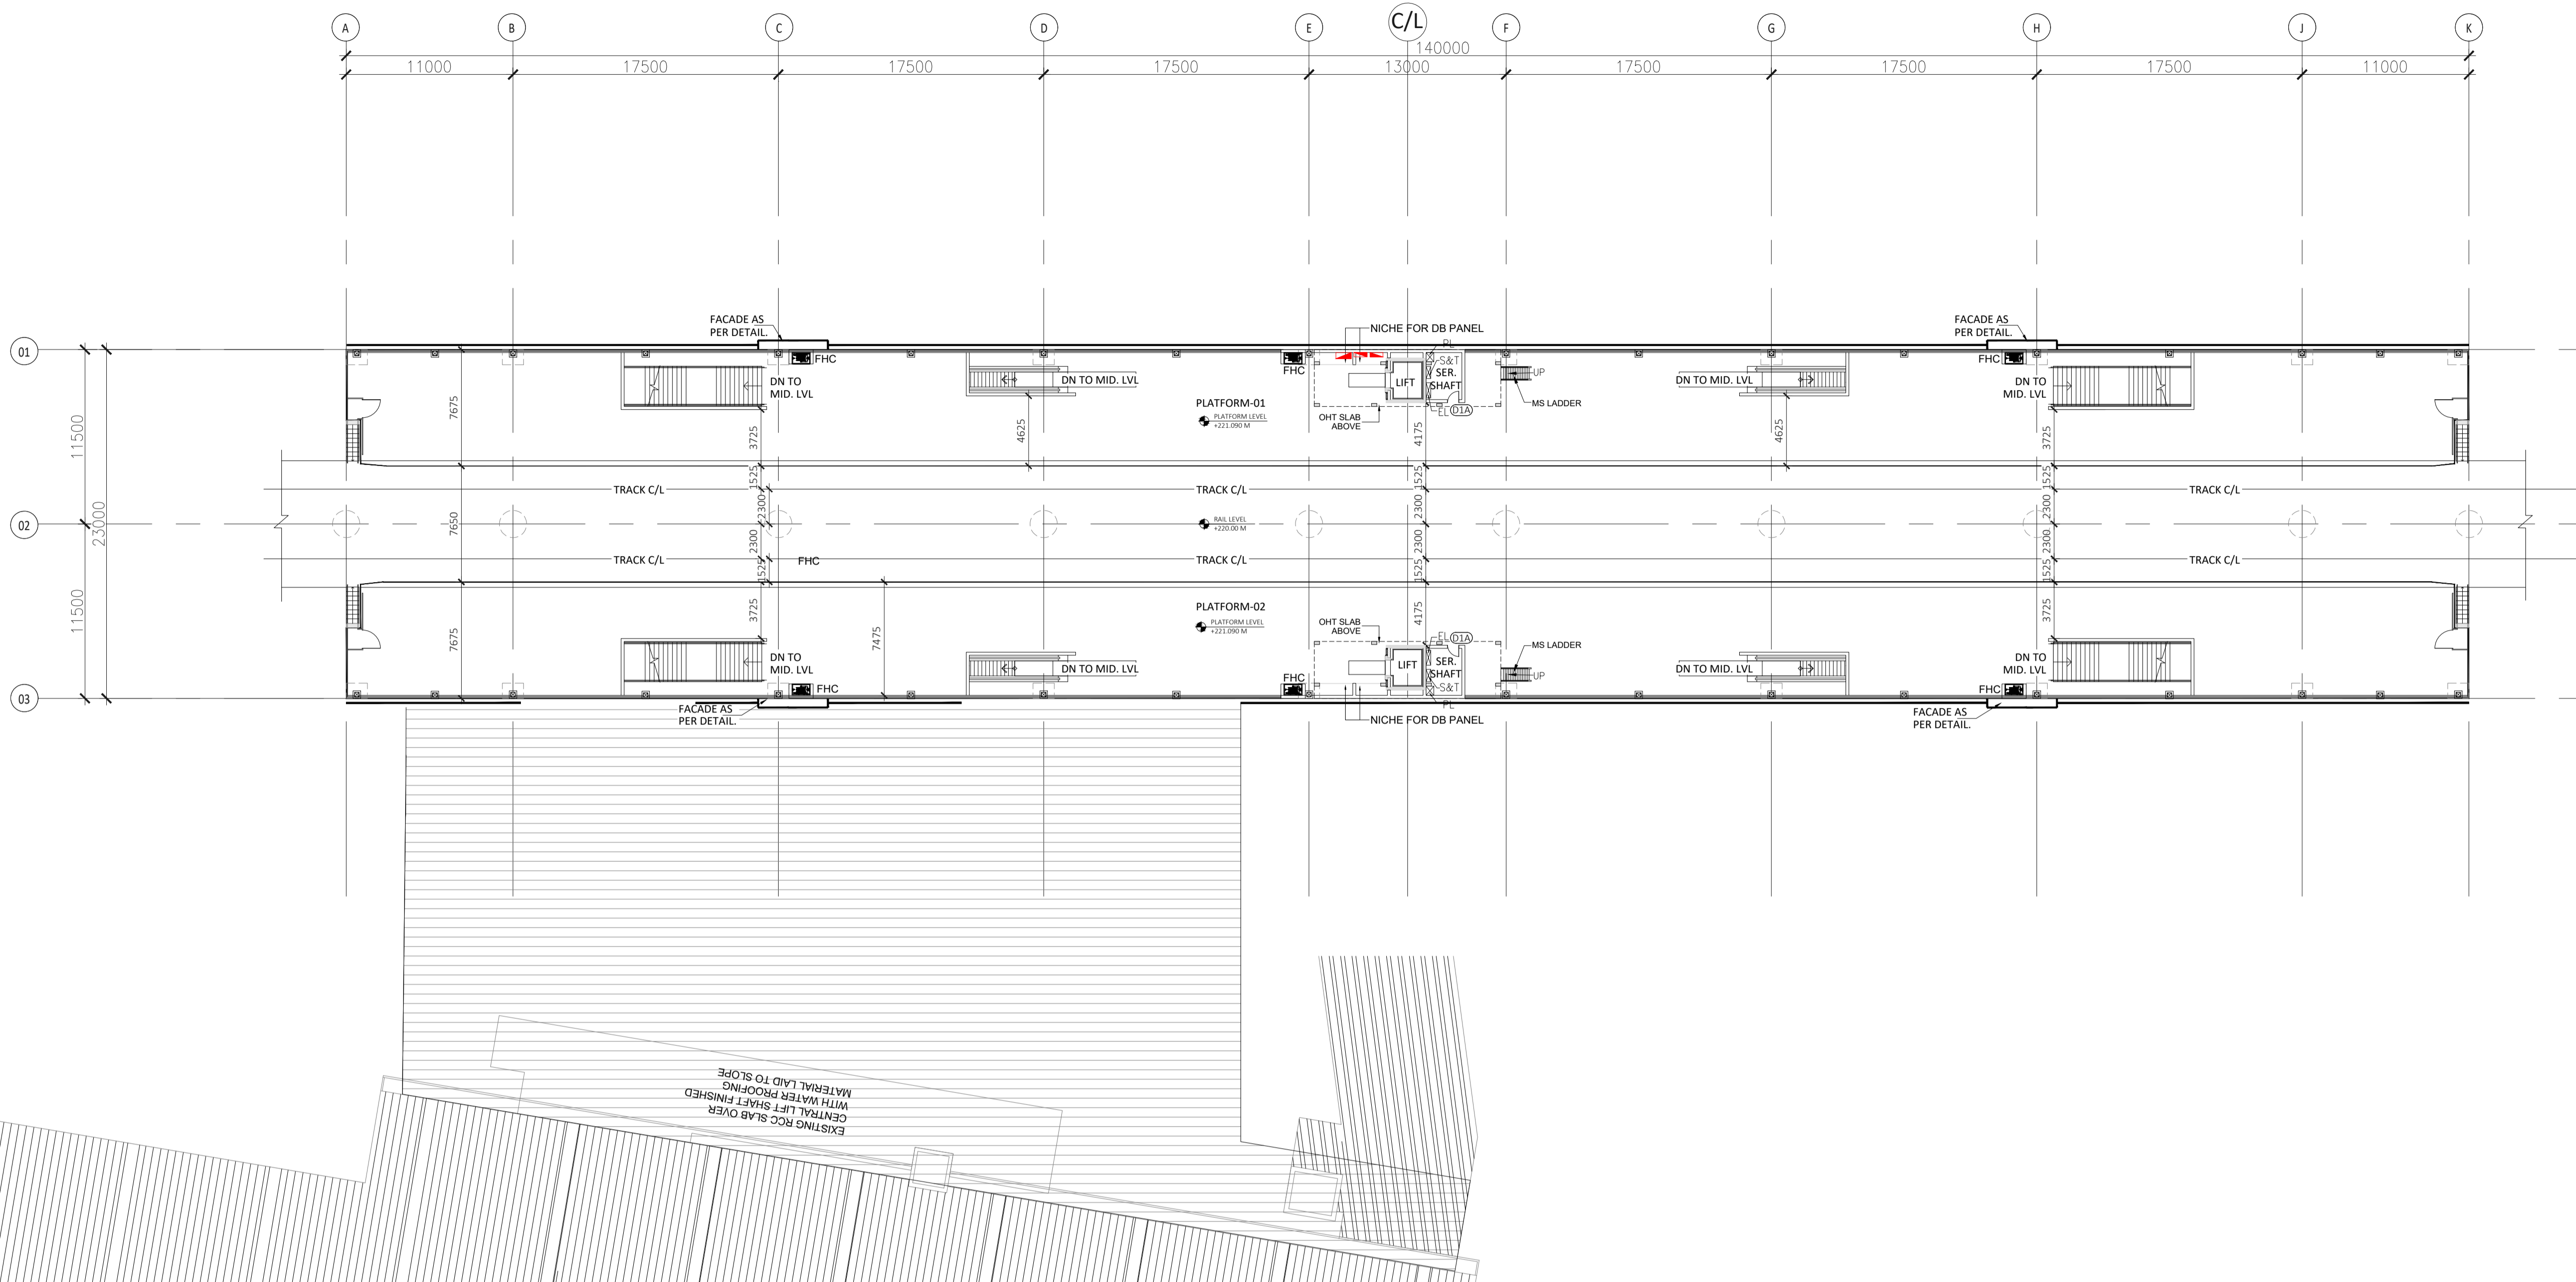 A
B
C
D
E
C/L
F
G
H
J
K
140000
11000
17500
17500
17500
13000
17500
17500
17500
11000
FACADE AS
PER DETAIL.
NICHE FOR DB PANEL
FACADE AS
PER DETAIL.
01
FHC
FHC
PL
S&T
SER.
SHAFT
LIFT
UP
FHC
DN TO
MID. LVL
DN TO MID. LVL
DN TO MID. LVL
DN TO
MID. LVL
MS LADDER
PLATFORM-01
PLATFORM LEVEL
+221.090 M
OHT SLAB
ABOVE
EL
D1A
11500
7675
3725
4625
4175
4625
3725
1525
1525
1525
TRACK C/L
TRACK C/L
TRACK C/L
23000
2300
2300
2300
02
7650
RAIL LEVEL
+220.00 M
2300
2300
2300
TRACK C/L
FHC
TRACK C/L
TRACK C/L
1525
1525
1525
11500
7675
3725
7475
4175
3725
PLATFORM-02
PLATFORM LEVEL
+221.090 M
OHT SLAB
ABOVE
EL
D1A
MS LADDER
DN TO
MID. LVL
DN TO MID. LVL
LIFT
SER.
SHAFT
S&T
UP
DN TO MID. LVL
DN TO
MID. LVL
03
FHC
FHC
FHC
PL
FACADE AS
PER DETAIL.
NICHE FOR DB PANEL
FACADE AS
PER DETAIL.
EXISTING RCC SLAB OVER
CENTRAL LIFT SHAFT FINISHED
WITH WATER PROOFING
MATERIAL LAID TO SLOPE